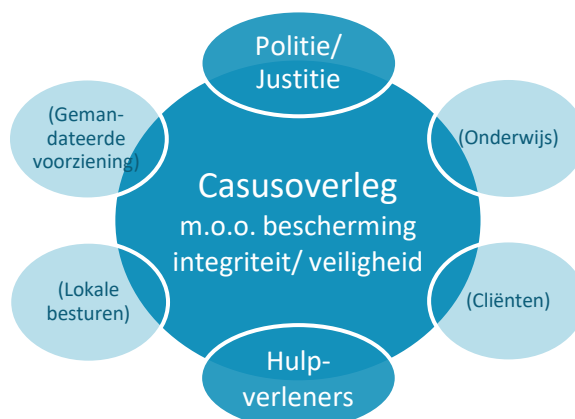 Politie/
Justitie
(Geman-
dateerde
voorziening)
(Onderwijs)
Casusoverleg
m.o.o. bescherming
integriteit/ veiligheid
(Lokale
besturen)
(Cliënten)
Hulp-
verleners